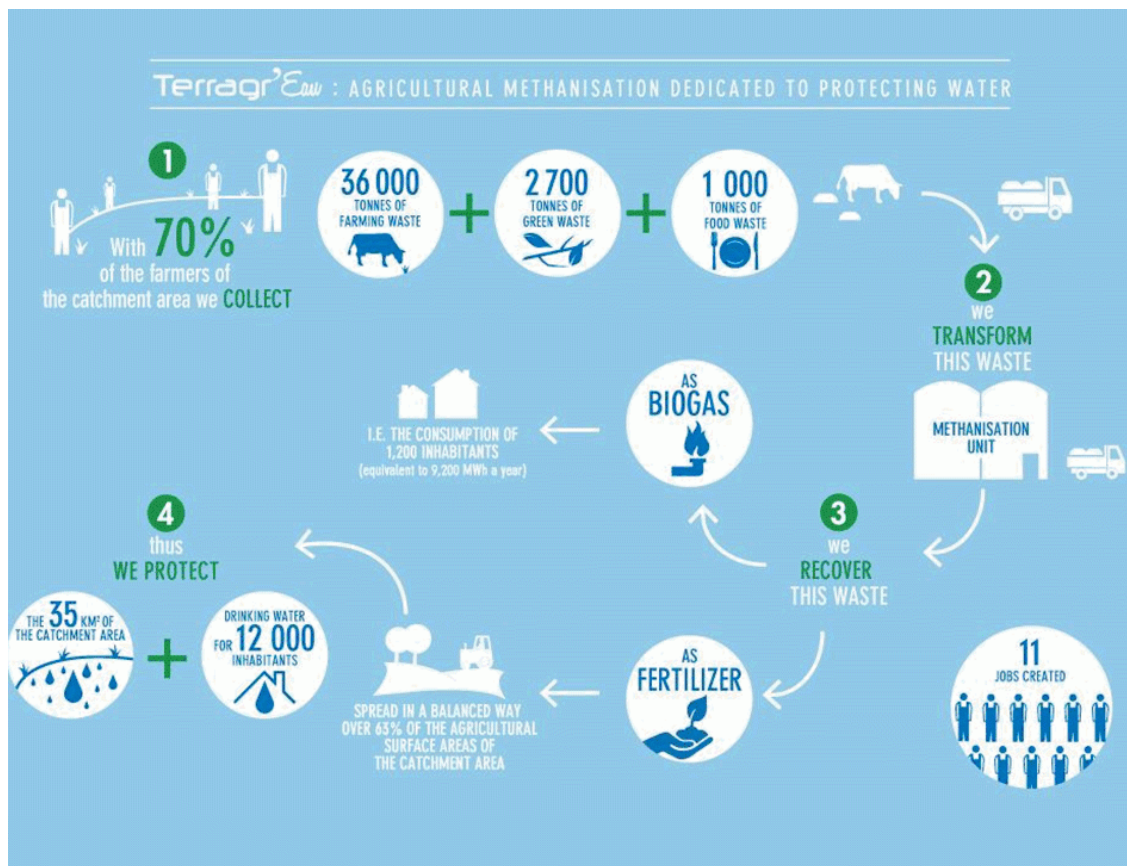 Terragr'Eau : AGRICULTURAL METHANISATION DEDICATED TO PROTECTING WATER
1
With 70%
of the farmers of
the catchment area we COLLECT
36 000
TONNES OF
FARMING WASTE
+
2 700
TONNES OF
GREEN WASTE
+
1 000
TONNES OF
FOOD WASTE
2
we
TRANSFORM
THIS WASTE
METHANISATION
UNIT
3
we
RECOVER
THIS WASTE
AS
BIOGAS
I.E. THE CONSUMPTION OF
1,200 INHABITANTS
(equivalent to 9,200 MWh a year)
AS
FERTILIZER
SPREAD IN A BALANCED WAY
OVER 63% OF THE AGRICULTURAL
SURFACE AREAS OF
THE CATCHMENT AREA
4
thus
WE PROTECT
THE 35 KM² OF
THE CATCHMENT AREA
+
DRINKING WATER
FOR 12 000
INHABITANTS
11
JOBS CREATED